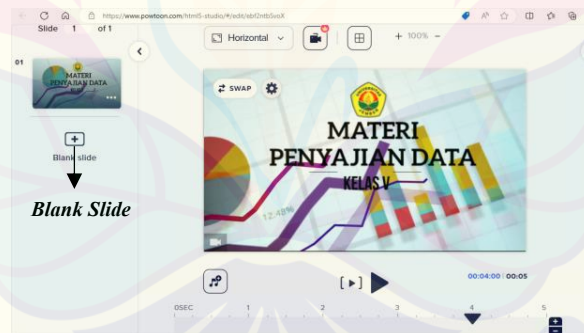 https://www.powtoon.com/html5-studio/#/edit/ebf2ntbSvsX
Slide 1 of 1
Horizontal
+ 100% −
01
MATERI
PENYAJIAN DATA
Blank slide
Blank Slide
SWAP
MATERI
PENYAJIAN DATA
KELAS V
12:48%
00:04:00 00:05
0SEC 1 2 3 4 5